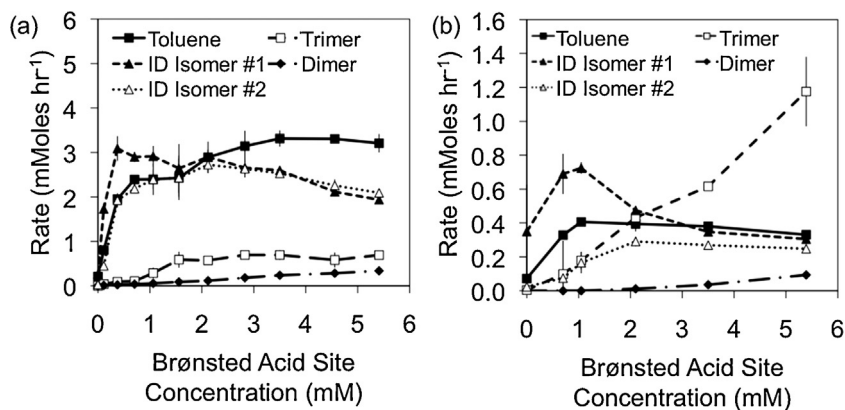 (a)
Toluene
Trimer
ID Isomer #1
Dimer
ID Isomer #2
Rate (mMoles hr⁻¹)
6
5
4
3
2
1
0
0 1 2 3 4 5 6
Brønsted Acid Site
Concentration (mM)
(b)
Toluene
Trimer
ID Isomer #1
Dimer
ID Isomer #2
Rate (mMoles hr⁻¹)
1.6
1.4
1.2
1.0
0.8
0.6
0.4
0.2
0.0
0 1 2 3 4 5 6
Brønsted Acid Site
Concentration (mM)